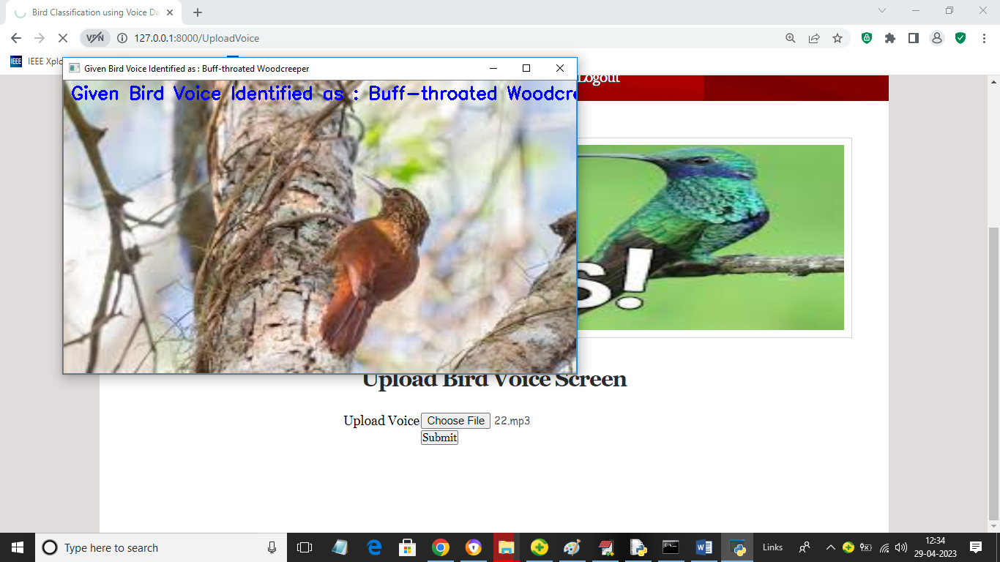 Bird Classification using Voice Da
VPN
127.0.0.1:8000/UploadVoice
IEEE
IEEE Xplo
Given Bird Voice Identified as : Buff-throated Woodcreeper
Given Bird Voice Identified as : Buff-throated Woodcre
Logout
s!
Upload Bird Voice Screen
Upload Voice
Choose File
22.mp3
Submit
Type here to search
Links
12:34
29-04-2023